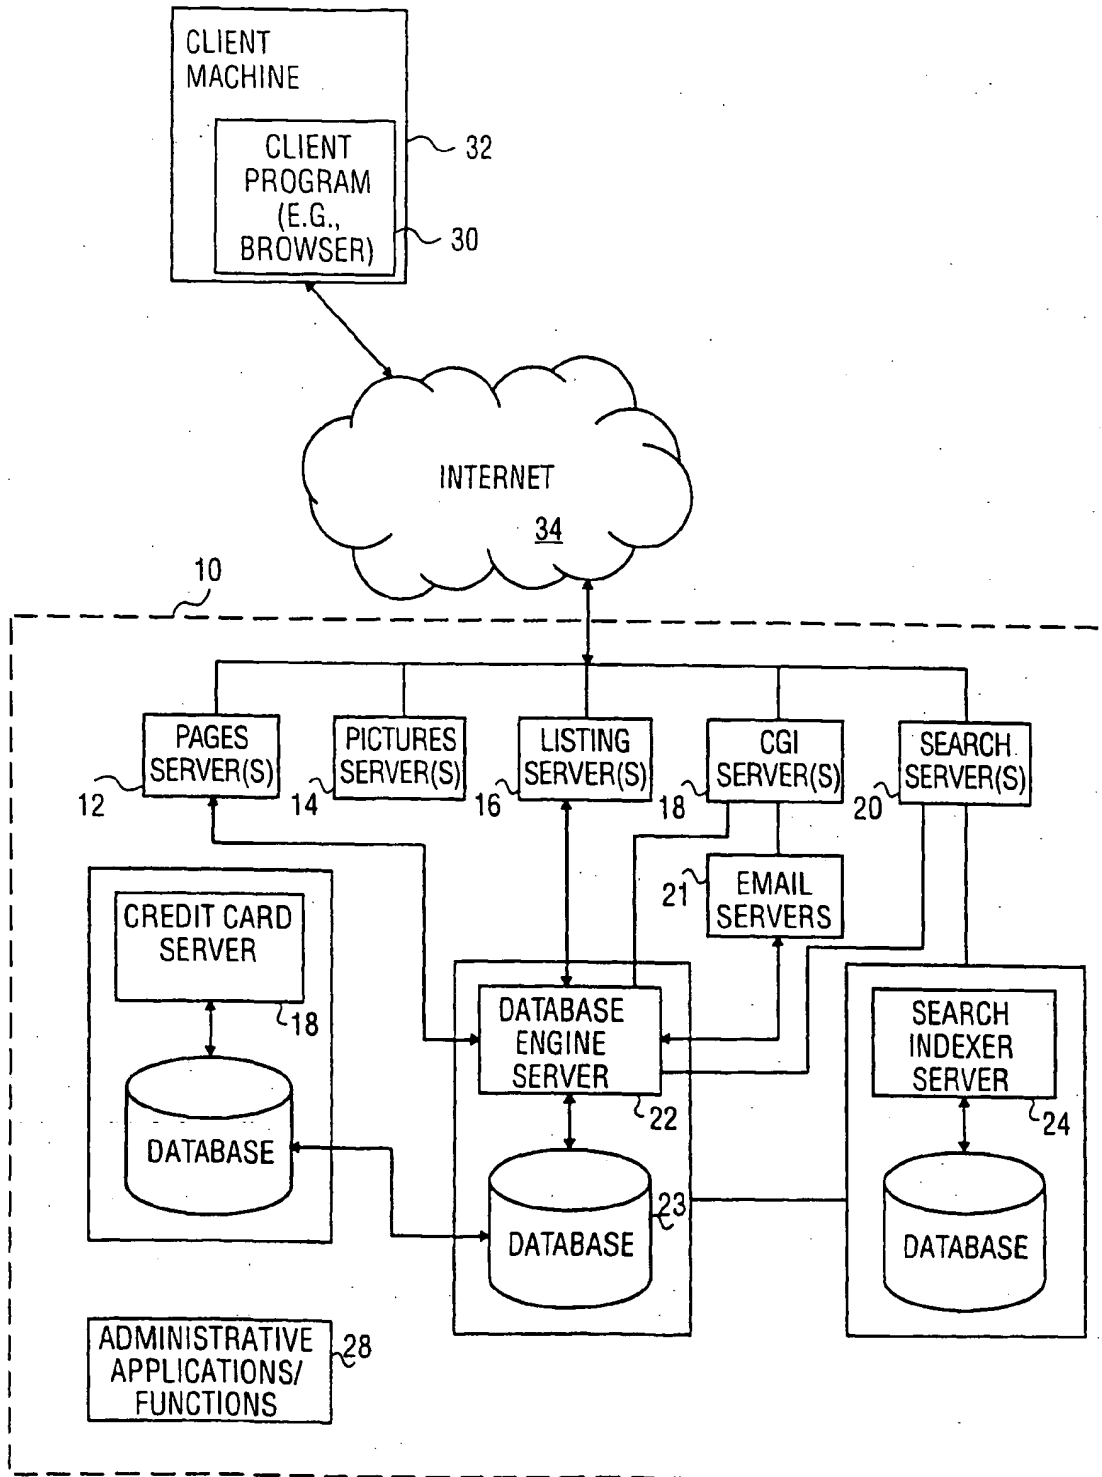 CLIENT
MACHINE
CLIENT
PROGRAM
(E.G.,
BROWSER)
32
30
INTERNET
34
10
PAGES
SERVER(S)
12
PICTURES
SERVER(S)
14
LISTING
SERVER(S)
16
CGI
SERVER(S)
18
SEARCH
SERVER(S)
20
21
EMAIL
SERVERS
CREDIT CARD
SERVER
18
DATABASE
DATABASE
ENGINE
SERVER
22
DATABASE
23
SEARCH
INDEXER
SERVER
24
DATABASE
ADMINISTRATIVE
APPLICATIONS/
FUNCTIONS
28